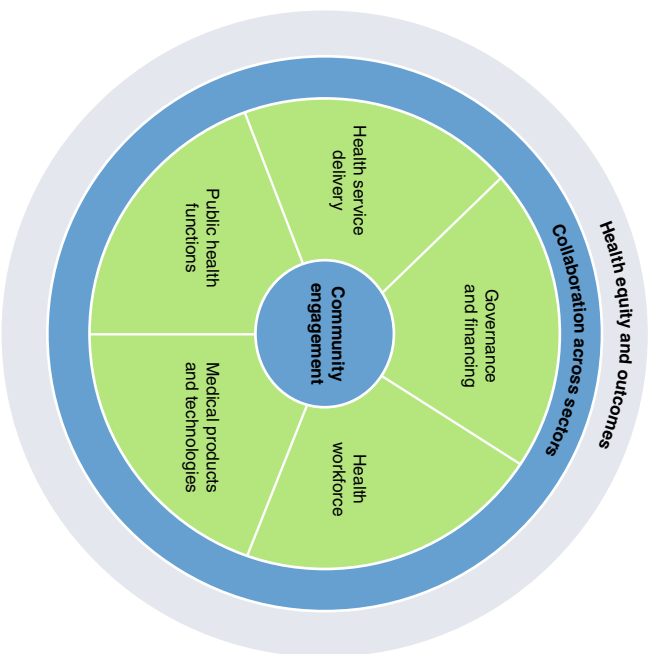 Health equity and outcomes
Collaboration across sectors
Governance
and financing
Health service
delivery
Health
workforce
Community
engagement
Public health
functions
Medical products
and technologies